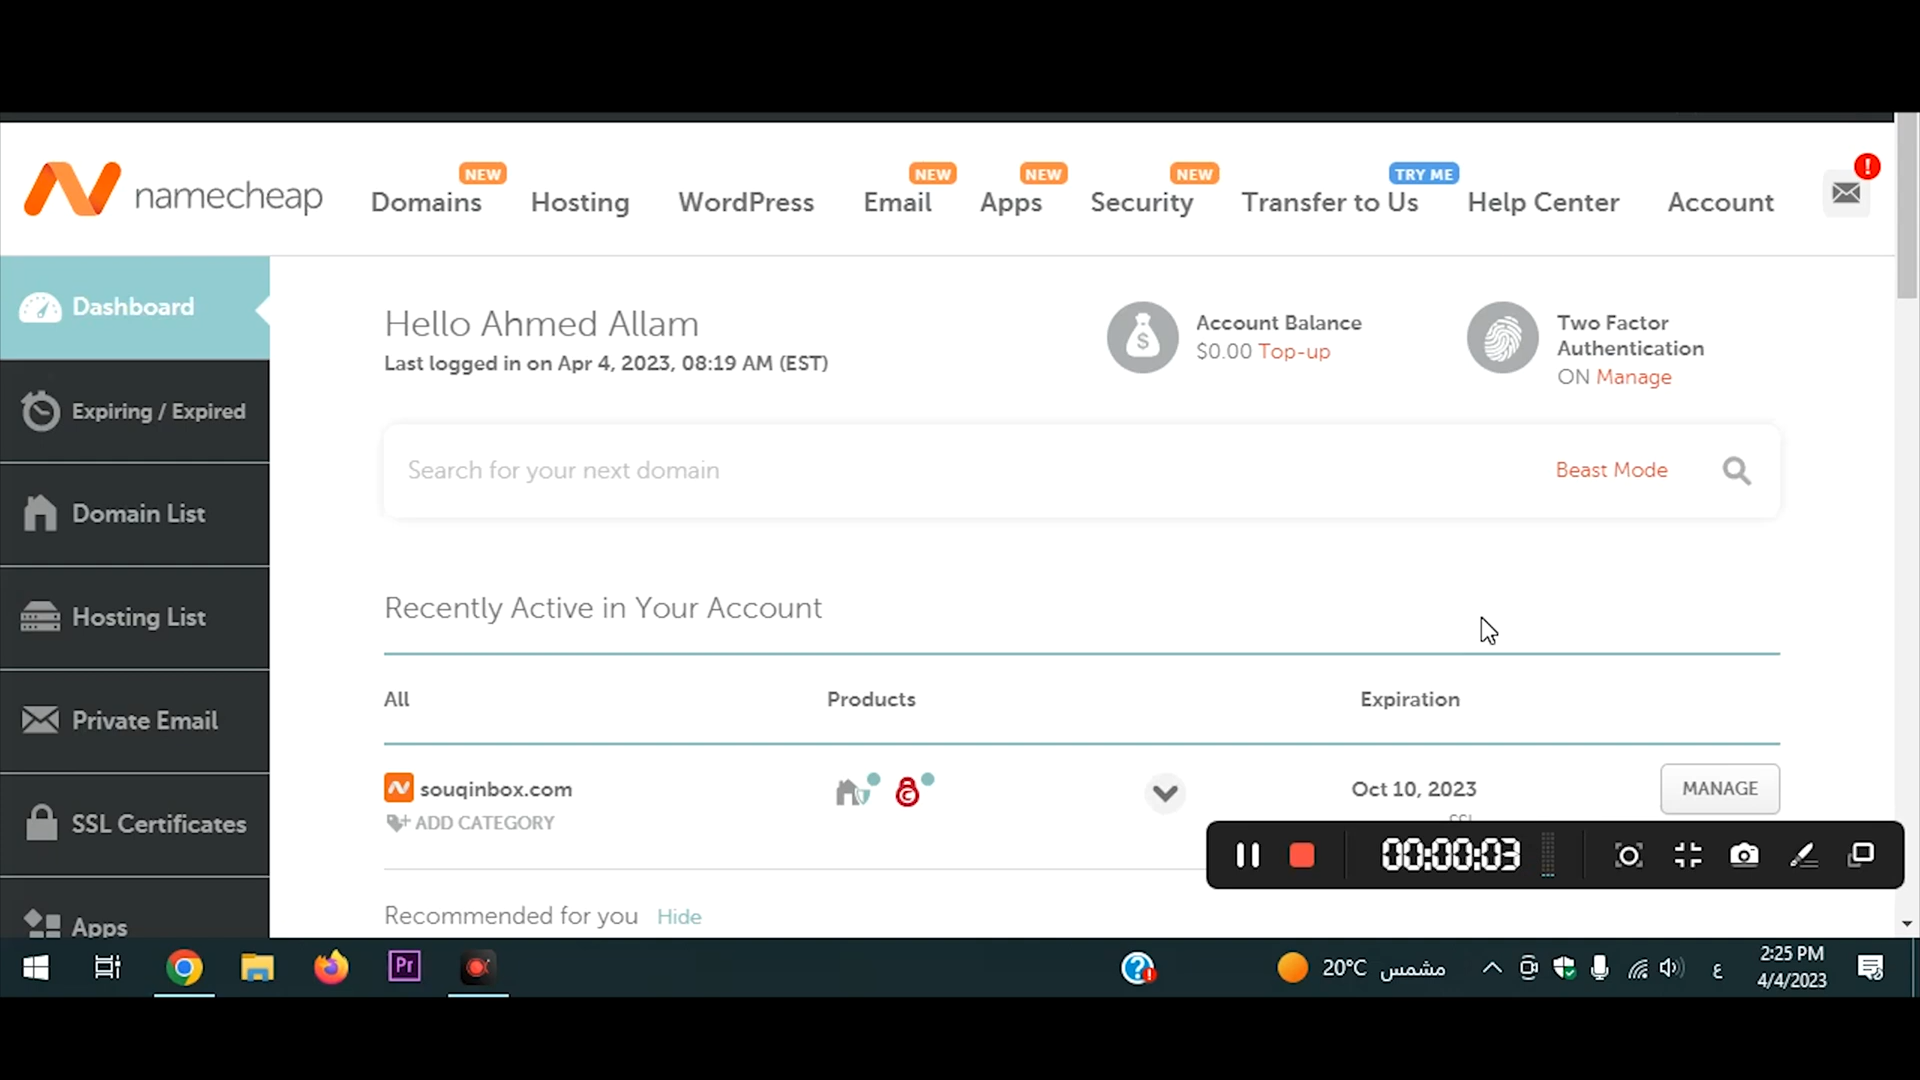 namecheap
NEW
Domains
Hosting
WordPress
NEW
Email
NEW
Apps
NEW
Security
TRY ME
Transfer to Us
Help Center
Account
!
Dashboard
Expiring / Expired
Domain List
Hosting List
Private Email
SSL Certificates
Apps
Hello Ahmed Allam
Last logged in on Apr 4, 2023, 08:19 AM (EST)
Account Balance
$0.00 Top-up
Two Factor
Authentication
ON Manage
Search for your next domain
Beast Mode
Recently Active in Your Account
All Products Expiration
souqinbox.com
Oct 10, 2023
MANAGE
ADD CATEGORY
SSL
00:00:03
Recommended for you Hide
Pr
20°C مشمس
ع
2:25 PM
4/4/2023